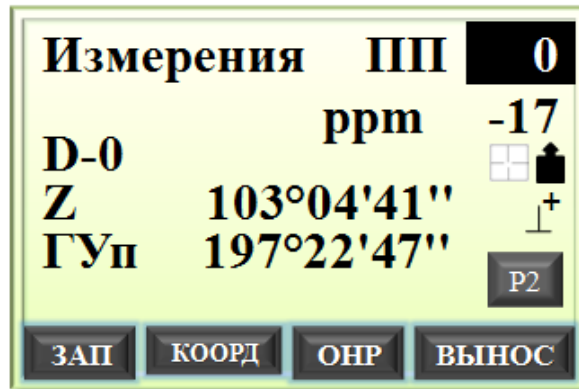 Измерения ПП 0
ppm -17
D-0
Z 103°04'41''
ГУп 197°22'47''
P2
ЗАП КООРД ОНР ВЫНОС